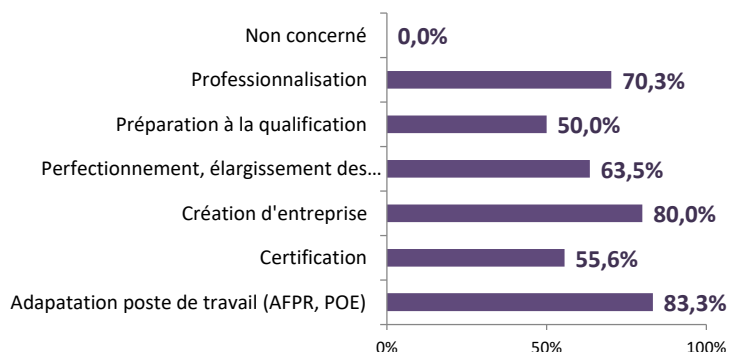 Non concerné 0,0%
Professionnalisation 70,3%
Préparation à la qualification 50,0%
Perfectionnement, élargissement des... 63,5%
Création d'entreprise 80,0%
Certification 55,6%
Adapatation poste de travail (AFPR, POE) 83,3%
0% 50% 100%